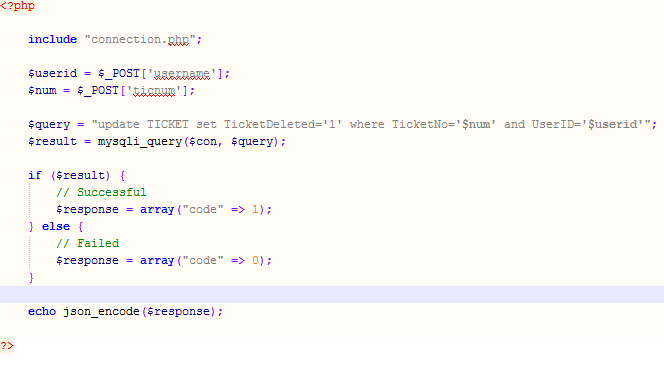 <?php
include "connection.php";
$userid = $_POST['username'];
$num = $_POST['ticnum'];
$query = "update TICKET set TicketDeleted='1' where TicketNo='$num' and UserID='$userid'";
$result = mysqli_query($con, $query);
if ($result) {
// Successful
$response = array("code" => 1);
} else {
// Failed
$response = array("code" => 0);
}
echo json_encode($response);
?>